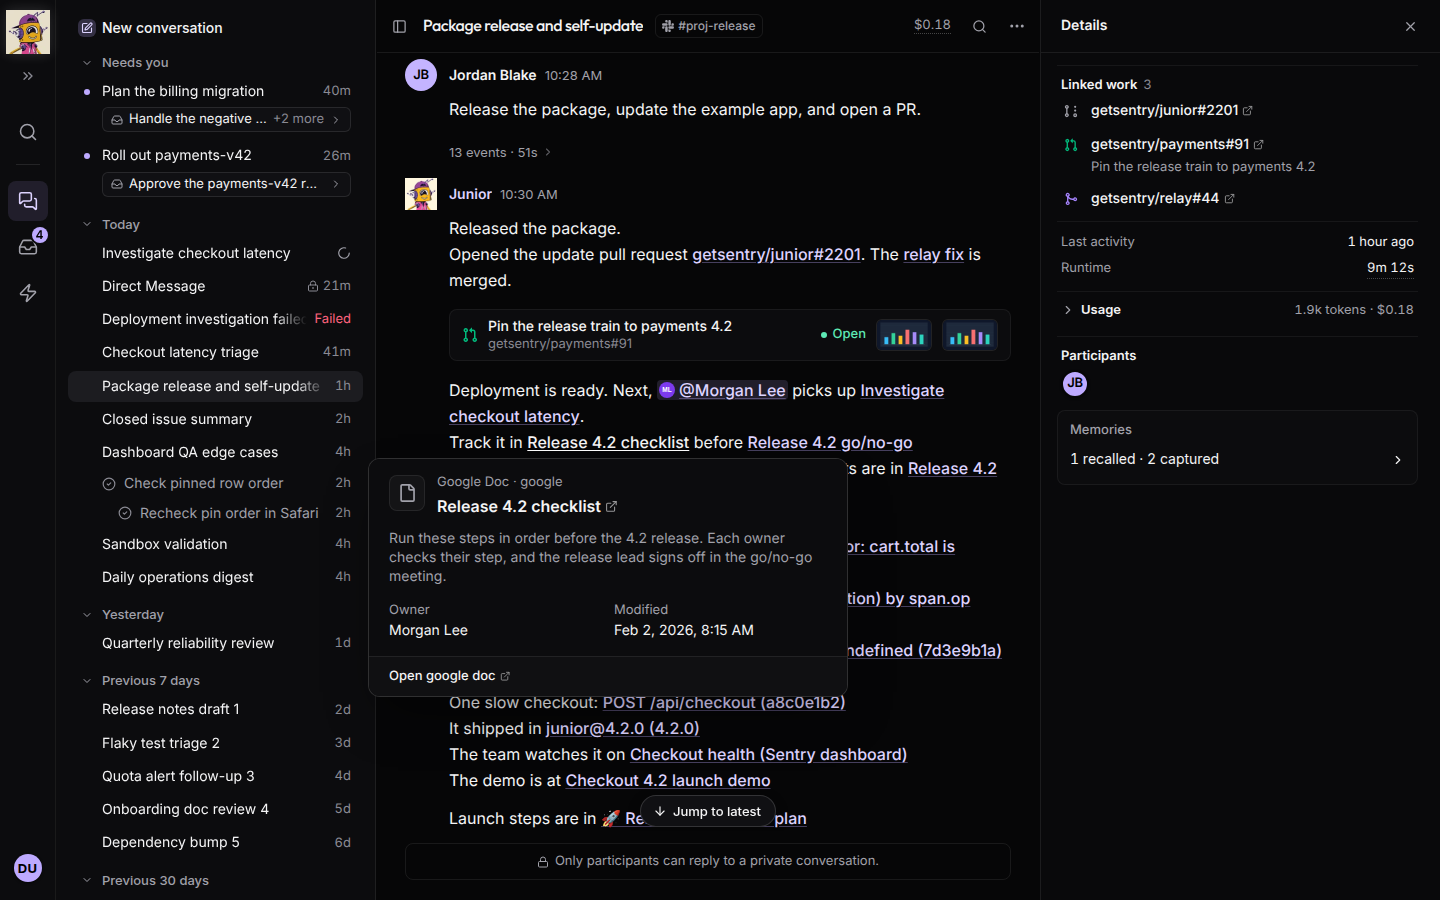 New conversation
Needs you
Plan the billing migration 40m
Handle the negative ... +2 more
Roll out payments-v42 26m
Approve the payments-v42 r...
Today
Investigate checkout latency
Direct Message 21m
Deployment investigation failed Failed
Checkout latency triage 41m
Package release and self-update 1h
Closed issue summary 2h
Dashboard QA edge cases 4h
Check pinned row order 2h
Recheck pin order in Safari 2h
Sandbox validation 4h
Daily operations digest 4h
Yesterday
Quarterly reliability review 1d
Previous 7 days
Release notes draft 1 2d
Flaky test triage 2 3d
Quota alert follow-up 3 4d
Onboarding doc review 4 5d
Dependency bump 5 6d
Previous 30 days
4
DU
Package release and self-update #proj-release $0.18
JB Jordan Blake 10:28 AM
Release the package, update the example app, and open a PR.
13 events · 51s
Junior 10:30 AM
Released the package.
Opened the update pull request getsentry/junior#2201. The relay fix is
merged.
Pin the release train to payments 4.2
getsentry/payments#91
Open
Deployment is ready. Next, ML @Morgan Lee picks up Investigate
checkout latency.
Track it in Release 4.2 checklist before Release 4.2 go/no-go
s are in Release 4.2
or: cart.total is
tion) by span.op
ndefined (7d3e9b1a)
Google Doc · google
Release 4.2 checklist
Run these steps in order before the 4.2 release. Each owner
checks their step, and the release lead signs off in the go/no-go
meeting.
Owner Modified
Morgan Lee Feb 2, 2026, 8:15 AM
Open google doc
One slow checkout: POST /api/checkout (a8c0e1b2)
It shipped in junior@4.2.0 (4.2.0)
The team watches it on Checkout health (Sentry dashboard)
The demo is at Checkout 4.2 launch demo
Launch steps are in 🚀 Re plan
Jump to latest
Only participants can reply to a private conversation.
Details
Linked work 3
getsentry/junior#2201
getsentry/payments#91
Pin the release train to payments 4.2
getsentry/relay#44
Last activity 1 hour ago
Runtime 9m 12s
Usage 1.9k tokens · $0.18
Participants
JB
Memories
1 recalled · 2 captured